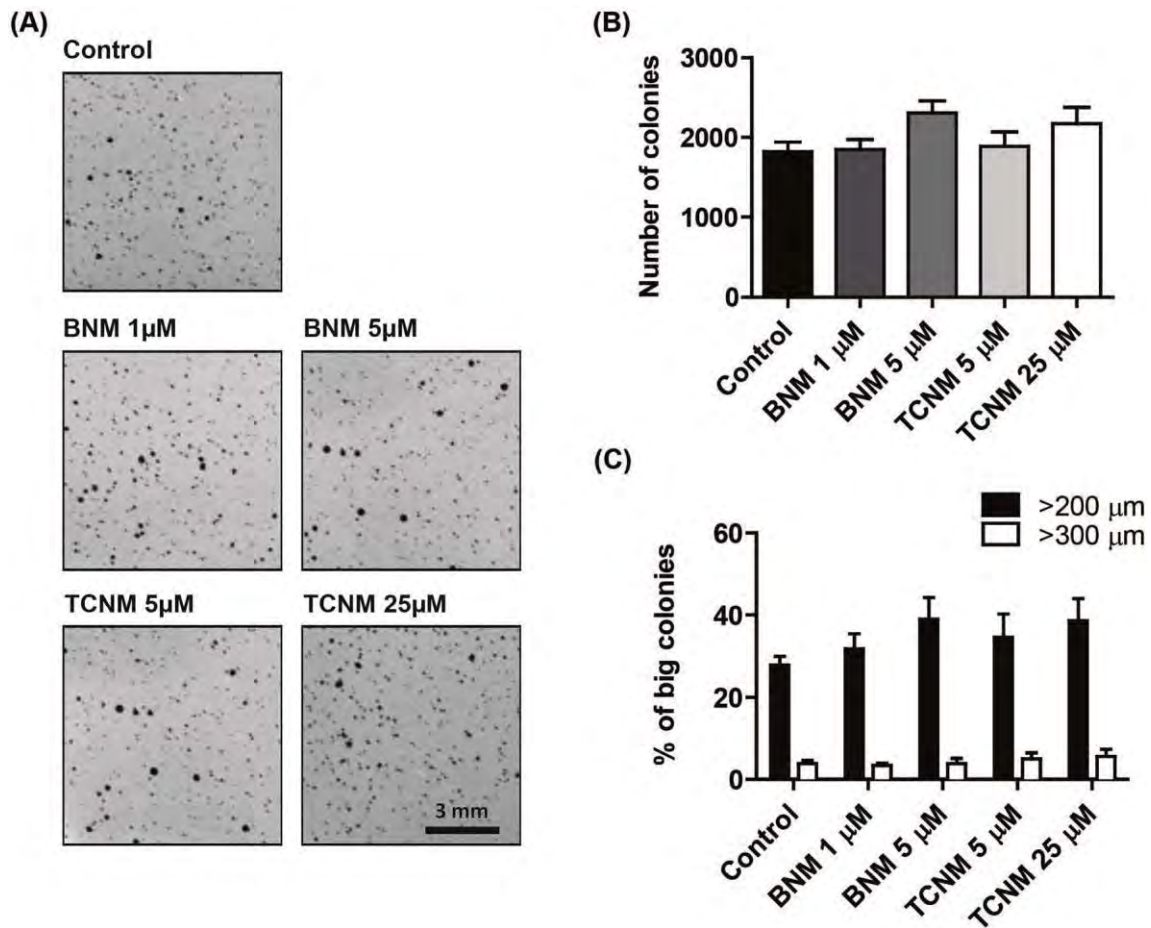 (A)
Control
BNM 1µM
BNM 5µM
TCNM 5µM
TCNM 25µM
3 mm
(B)
Number of colonies
3000
2000
1000
0
Control
BNM 1 µM
BNM 5 µM
TCNM 5 µM
TCNM 25 µM
(C)
>200 µm
>300 µm
% of big colonies
60
40
20
0
Control
BNM 1 µM
BNM 5 µM
TCNM 5 µM
TCNM 25 µM